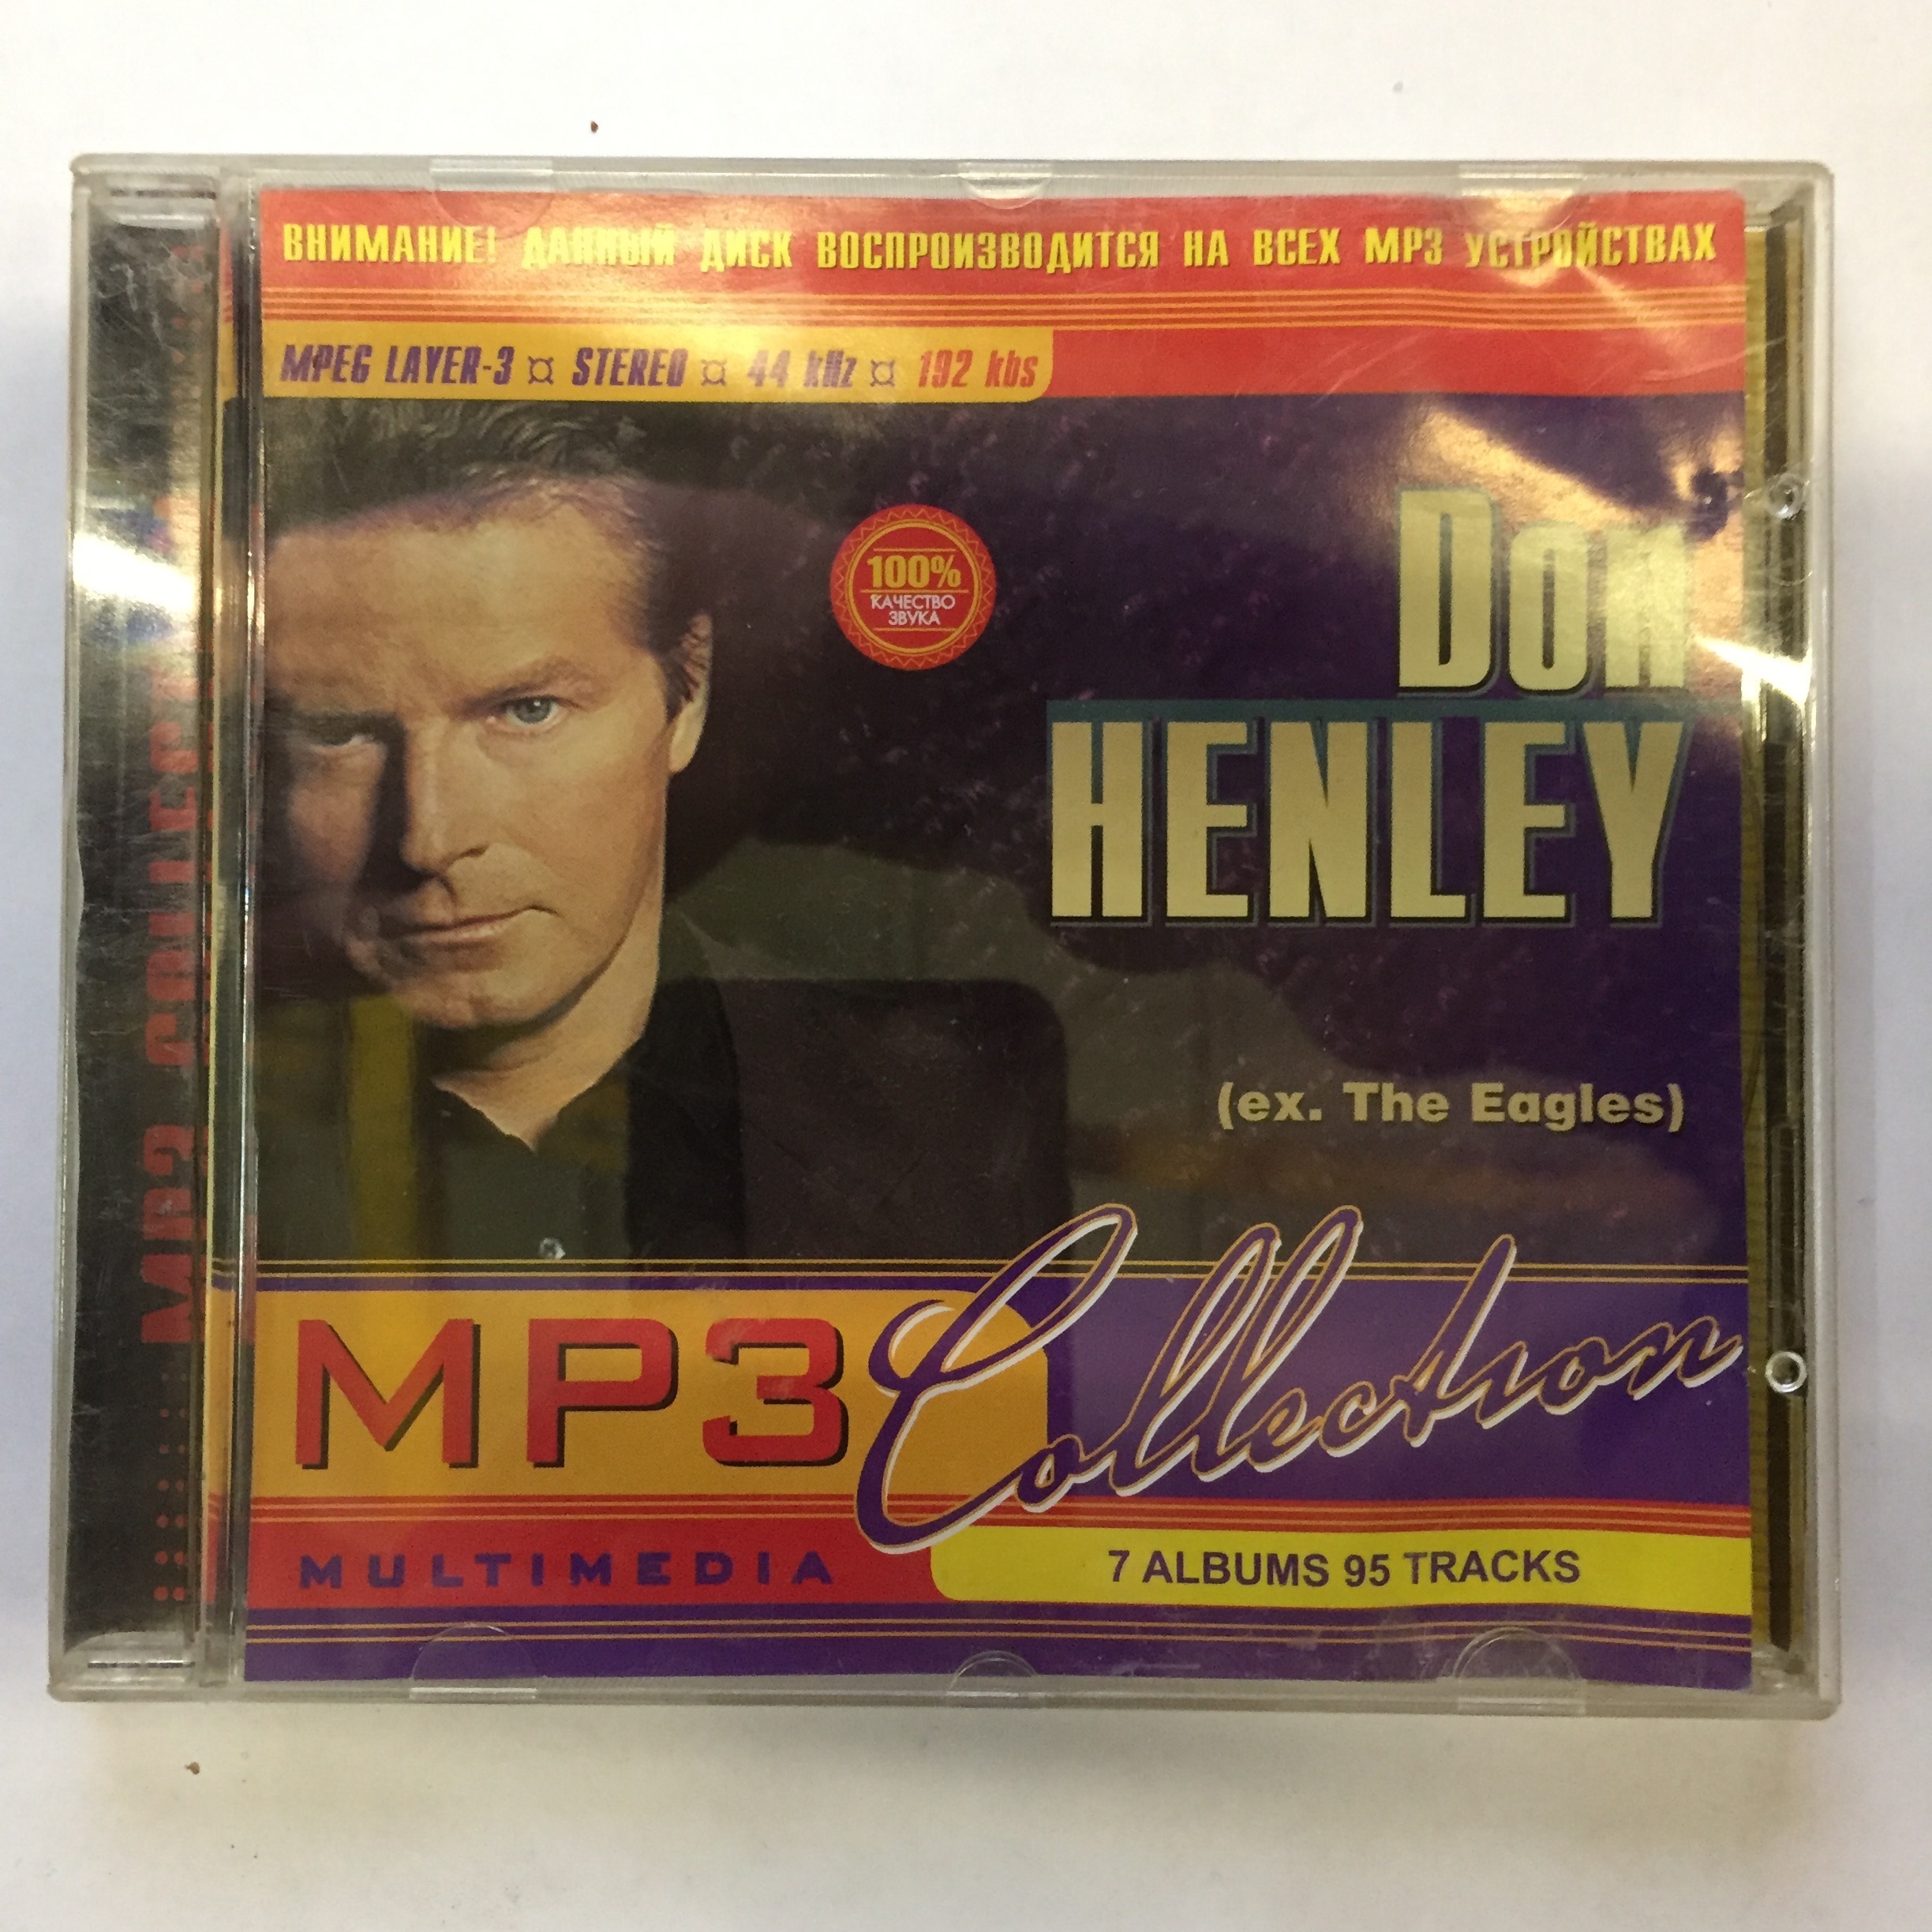 ВНИМАНИЕ! ДАННЫЙ ДИСК ВОСПРОИЗВОДИТСЯ НА ВСЕХ MP3 УСТРОЙСТВАХ
MPEG LAYER-3 ¤ STEREO ¤ 44 kHz ¤ 192 kbs
100%
КАЧЕСТВО
ЗВУКА
Don
HENLEY
(ex. The Eagles)
MP3 Collection
MULTIMEDIA
7 ALBUMS 95 TRACKS
MP3